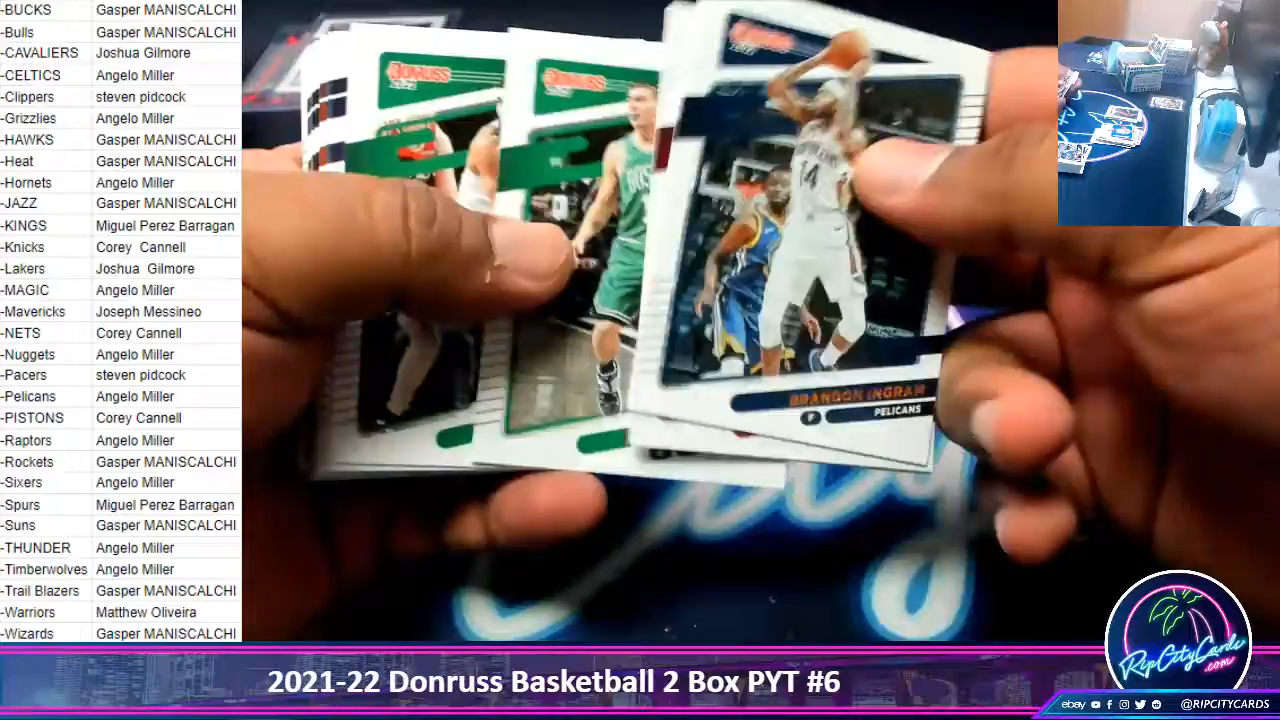 -BUCKS Gasper MANISCALCHI
-Bulls Gasper MANISCALCHI
-CAVALIERS Joshua Gilmore
-CELTICS Angelo Miller
-Clippers steven pidcock
-Grizzlies Angelo Miller
-HAWKS Gasper MANISCALCHI
-Heat Gasper MANISCALCHI
-Hornets Angelo Miller
-JAZZ Gasper MANISCALCHI
-KINGS Miguel Perez Barragan
-Knicks Corey Cannell
-Lakers Joshua Gilmore
-MAGIC Angelo Miller
-Mavericks Joseph Messineo
-NETS Corey Cannell
-Nuggets Angelo Miller
-Pacers steven pidcock
-Pelicans Angelo Miller
-PISTONS Corey Cannell
-Raptors Angelo Miller
-Rockets Gasper MANISCALCHI
-Sixers Angelo Miller
-Spurs Miguel Perez Barragan
-Suns Gasper MANISCALCHI
-THUNDER Angelo Miller
-Timberwolves Angelo Miller
-Trail Blazers Gasper MANISCALCHI
-Warriors Matthew Oliveira
-Wizards Gasper MANISCALCHI
DONRUSS
DONRUSS
14
BRANDON INGRAM
F PELICANS
2021-22 Donruss Basketball 2 Box PYT #6
RipCityCards
.com
ebay @RIPCITYCARDS